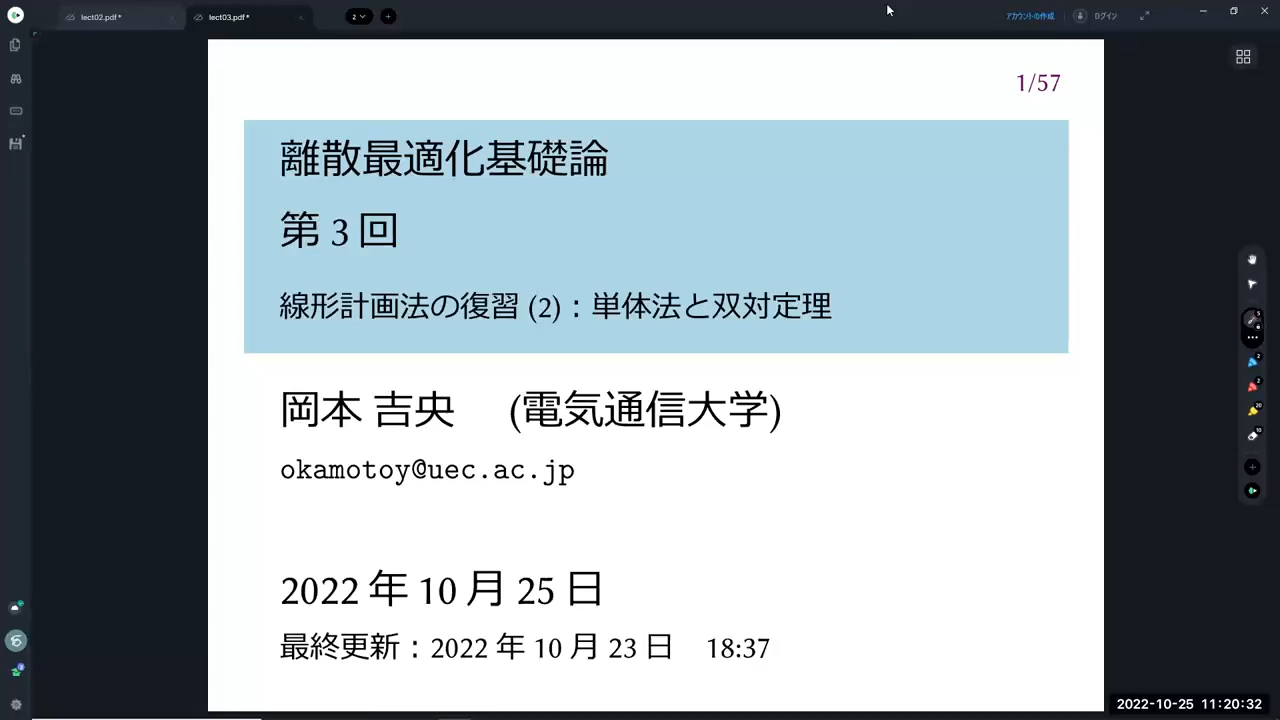 lect02.pdf*
lect03.pdf*
2
アカウントの作成
ログイン
1/57
離散最適化基礎論
第 3 回
線形計画法の復習 (2)：単体法と双対定理
岡本 吉央 (電気通信大学)
okamotoy@uec.ac.jp
2022 年 10 月 25 日
最終更新：2022 年 10 月 23 日 18:37
2022-10-25 11:20:32